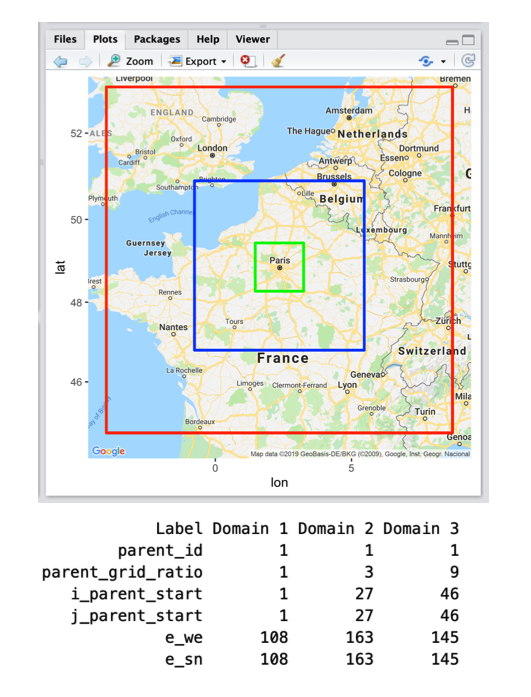 Files Plots Packages Help Viewer
Zoom Export
Liverpool Bremen
ENGLAND Cambridge Amsterdam
The Hague Netherlands
52 ALES Oxford London Dortmund
Bristol Antwerp Essen
Cardiff Brussels Cologne
Southampton Brighton
Plymouth Lille Belgium
English Channel Frankfurt
50
Guernsey Luxembourg Mannheim
Jersey
Paris Stuttg
lat
rest Rennes Strasbourg
48
Nantes Tours Zürich
France Switzerland
La Rochelle Geneva
46 Limoges Clermont-Ferrand Lyon Mila
Grenoble Turin
Bordeaux Genoa
Google Map data ©2019 GeoBasis-DE/BKG (©2009), Google, Inst. Geogr. Nacional
0 5
lon
Label Domain 1 Domain 2 Domain 3
parent_id 1 1 1
parent_grid_ratio 1 3 9
i_parent_start 1 27 46
j_parent_start 1 27 46
e_we 108 163 145
e_sn 108 163 145